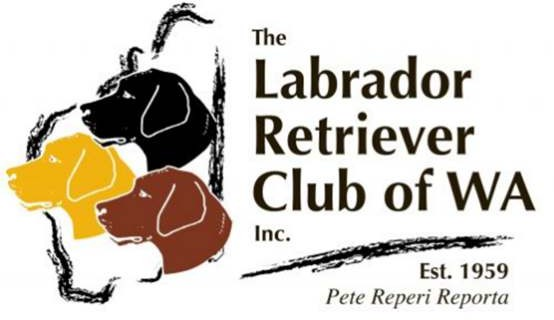 The
Labrador
Retriever
Club of WA
Inc.
Est. 1959
Pete Reperi Reporta